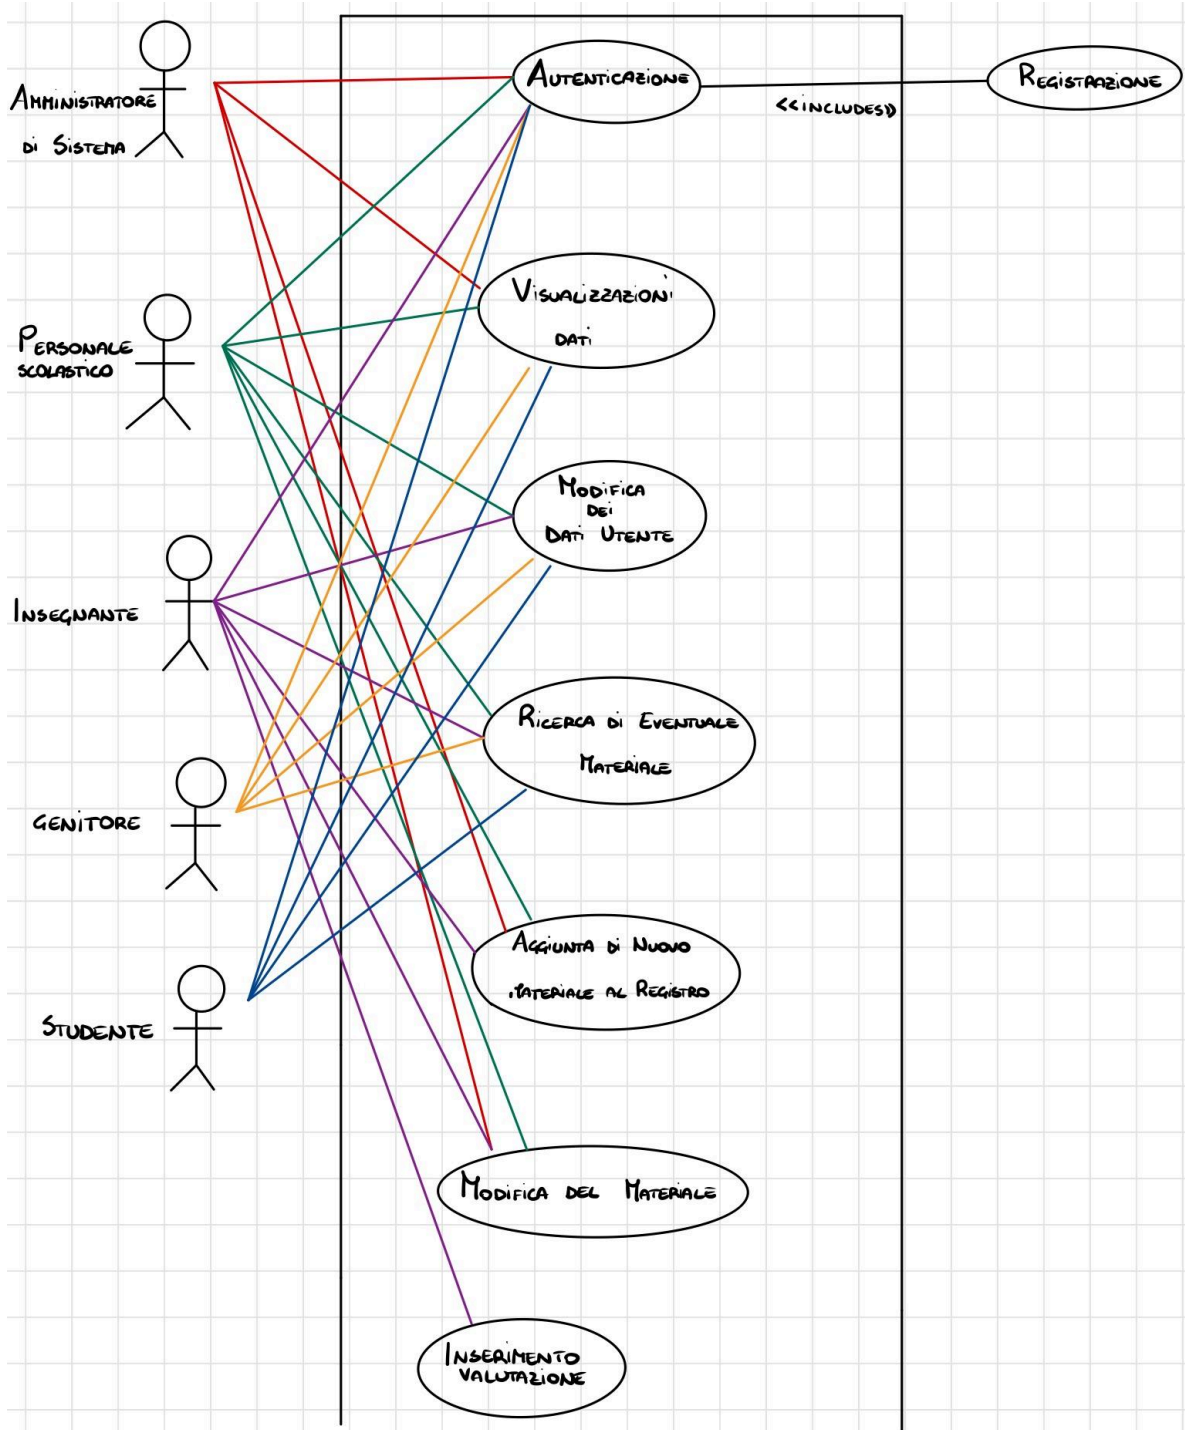 AMMINISTRATORE
di SISTEMA
AUTENTICAZIONE
<<INCLUDES>>
REGISTRAZIONE
PERSONALE
SCOLASTICO
VISUALIZZAZIONI
DATI
MODIFICA
DEI
DATI UTENTE
INSEGNANTE
RICERCA di EVENTUALE
MATERIALE
GENITORE
AGGIUNTA di NUOVO
MATERIALE AL REGISTRO
STUDENTE
MODIFICA DEL MATERIALE
INSERIMENTO
VALUTAZIONE